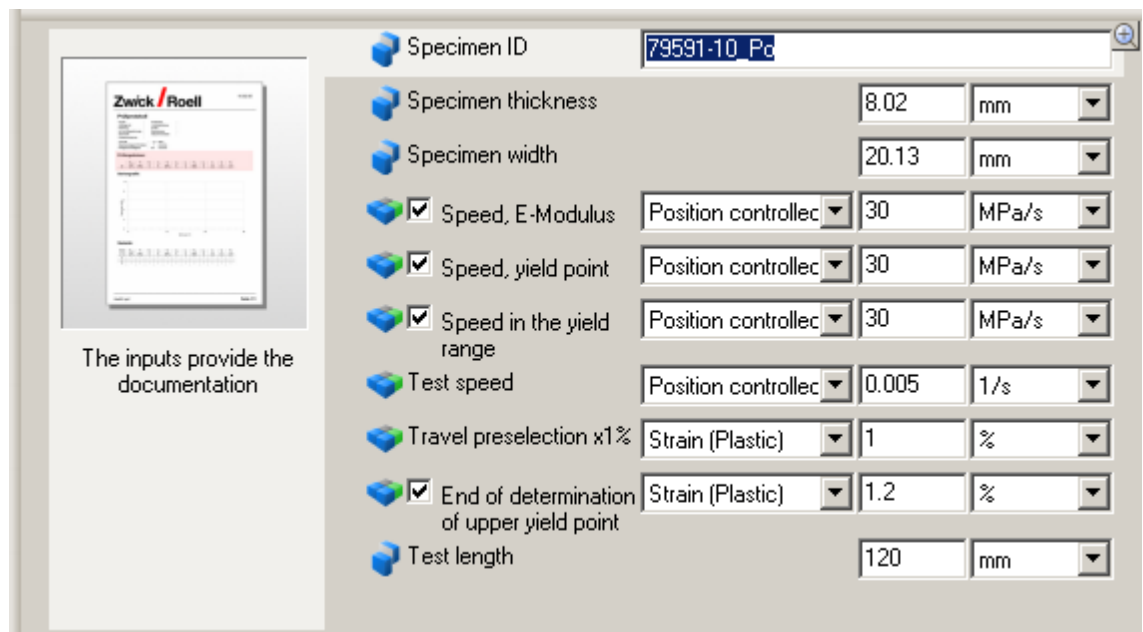 Specimen ID 79591-10_Po
Zwick / Roell
Specimen thickness 8.02 mm
Specimen width 20.13 mm
Speed, E-Modulus Position controllec 30 MPa/s
Speed, yield point Position controllec 30 MPa/s
Speed in the yield Position controllec 30 MPa/s
range
The inputs provide the
documentation
Test speed Position controllec 0.005 1/s
Travel preselection x1% Strain (Plastic) 1 %
End of determination Strain (Plastic) 1.2 %
of upper yield point
Test length 120 mm